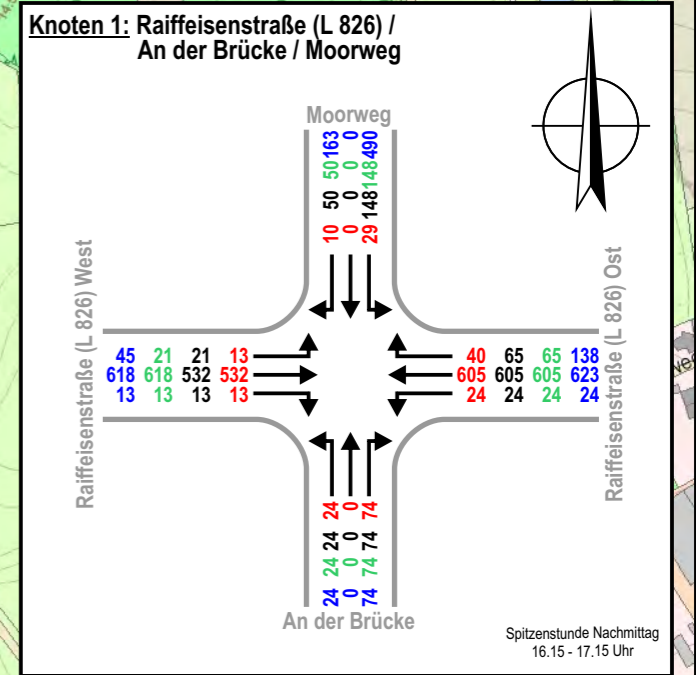 Knoten 1: Raiffeisenstraße (L 826) /
An der Brücke / Moorweg
Moorweg
10 50 50 163
0 0 0 0
29 148 148 490
Raiffeisenstraße (L 826) West
45 21 21 13
618 618 532 532
13 13 13 13
40 65 65 138
605 605 605 623
24 24 24 24
Raiffeisenstraße (L 826) Ost
24 24 24 24
0 0 0 0
74 74 74 74
An der Brücke
Spitzenstunde Nachmittag
16.15 - 17.15 Uhr